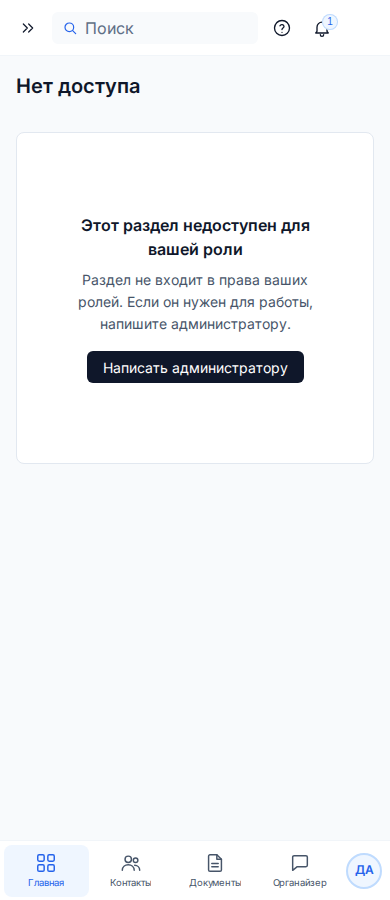 Поиск
1
Нет доступа
Этот раздел недоступен для
вашей роли
Раздел не входит в права ваших
ролей. Если он нужен для работы,
напишите администратору.
Написать администратору
Главная
Контакты
Документы
Органайзер
ДА